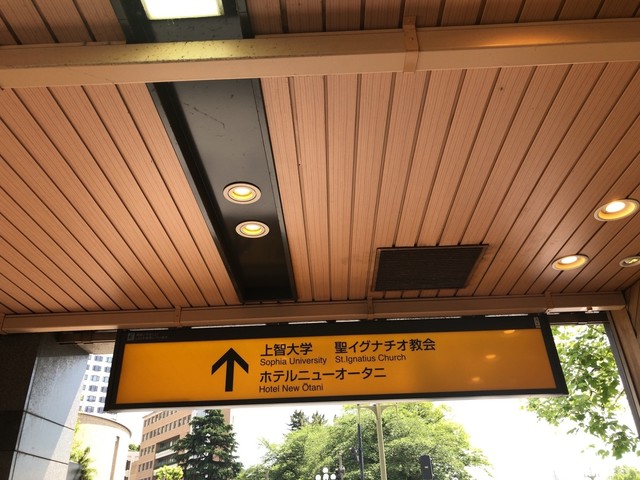 上智大学 聖イグナチオ教会
Sophia University St.Ignatius Church
ホテルニューオータニ
Hotel New Ōtani